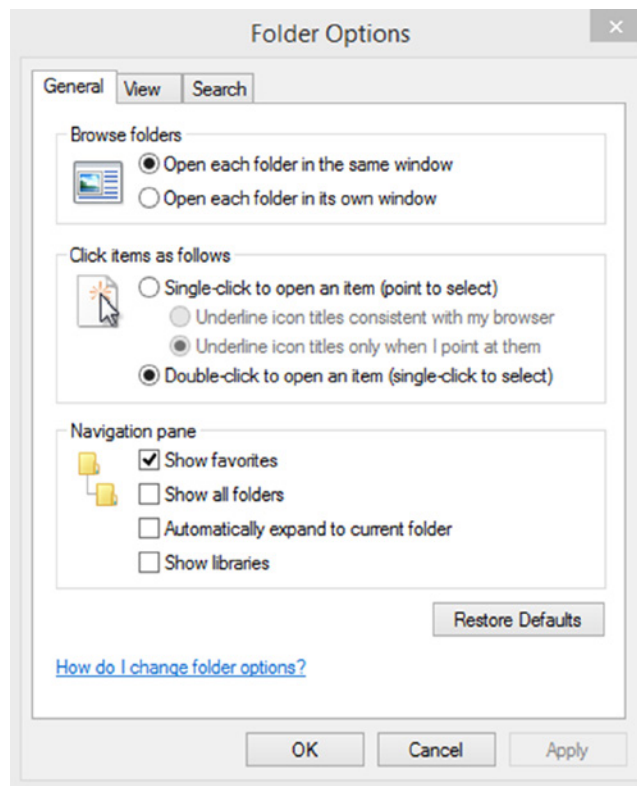 Folder Options
General View Search
Browse folders
Open each folder in the same window
Open each folder in its own window
Click items as follows
Single-click to open an item (point to select)
Underline icon titles consistent with my browser
Underline icon titles only when I point at them
Double-click to open an item (single-click to select)
Navigation pane
Show favorites
Show all folders
Automatically expand to current folder
Show libraries
Restore Defaults
How do I change folder options?
OK Cancel Apply